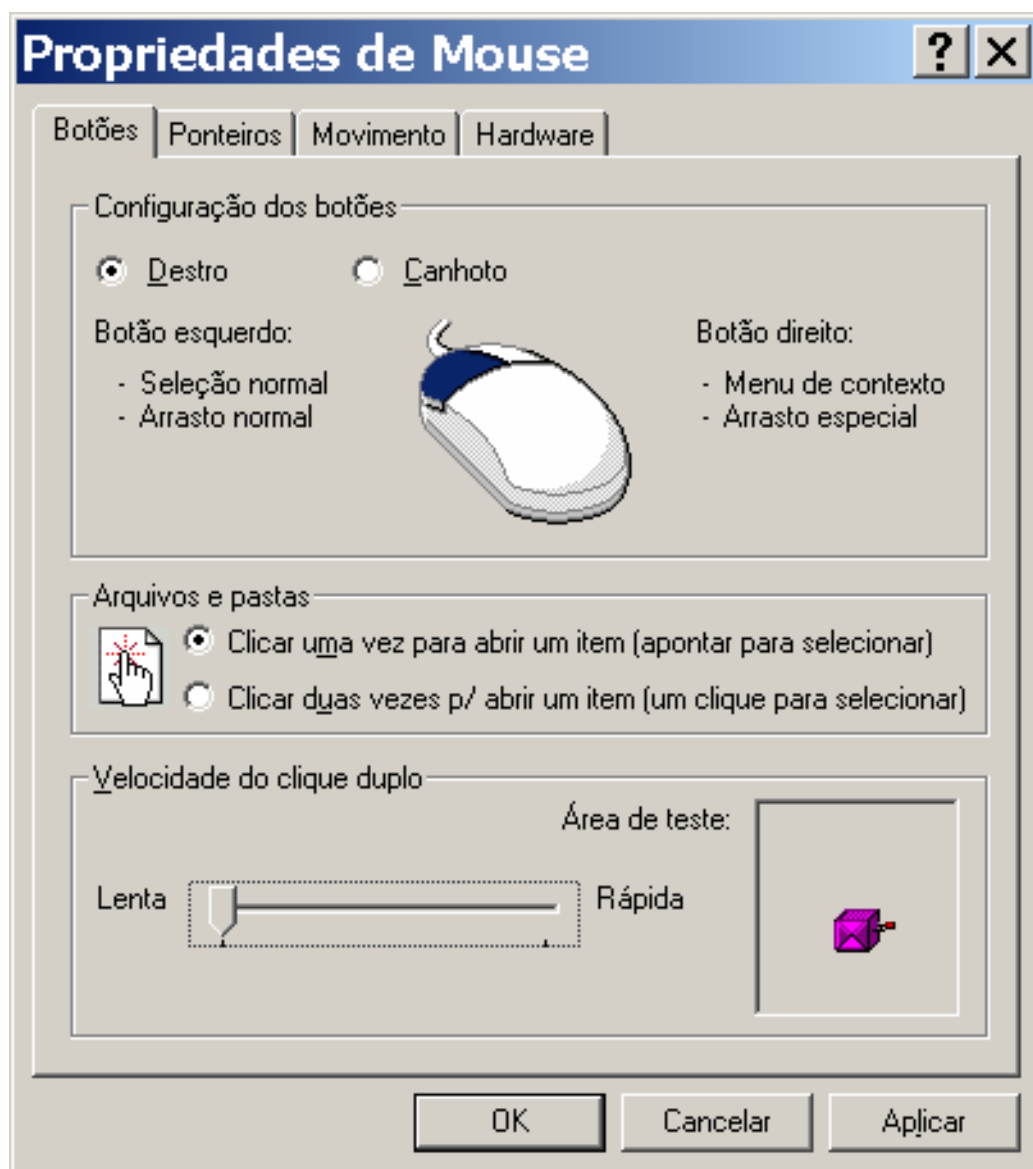 Propriedades de Mouse
Botões Ponteiros Movimento Hardware
Configuração dos botões
Destro Canhoto
Botão esquerdo: Botão direito:
- Seleção normal - Menu de contexto
- Arrasto normal - Arrasto especial
Arquivos e pastas
Clicar uma vez para abrir um item (apontar para selecionar)
Clicar duas vezes p/ abrir um item (um clique para selecionar)
Velocidade do clique duplo
Área de teste:
Lenta Rápida
OK Cancelar Aplicar